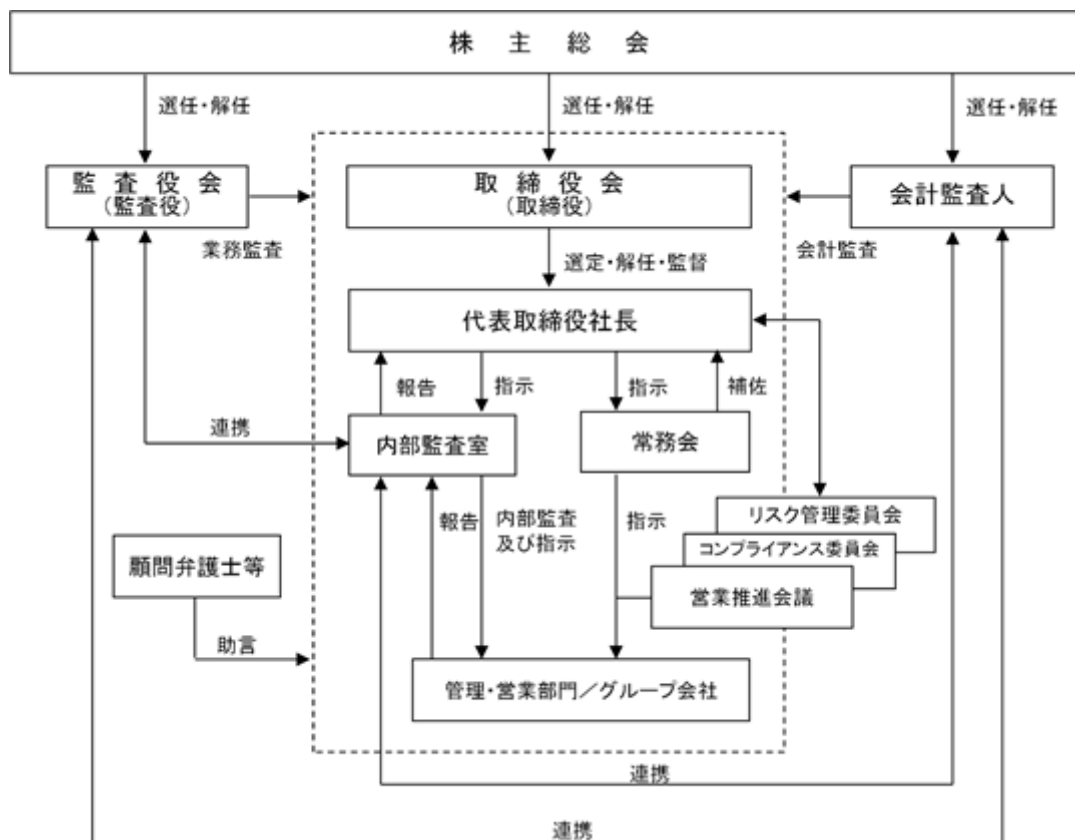 株主総会
選任・解任
選任・解任
選任・解任
監査役会
(監査役)
取締役会
(取締役)
会計監査人
業務監査
会計監査
選定・解任・監督
代表取締役社長
報告
指示
指示
補佐
連携
内部監査室
常務会
報告
内部監査
及び指示
指示
リスク管理委員会
コンプライアンス委員会
営業推進会議
顧問弁護士等
助言
管理・営業部門／グループ会社
連携
連携